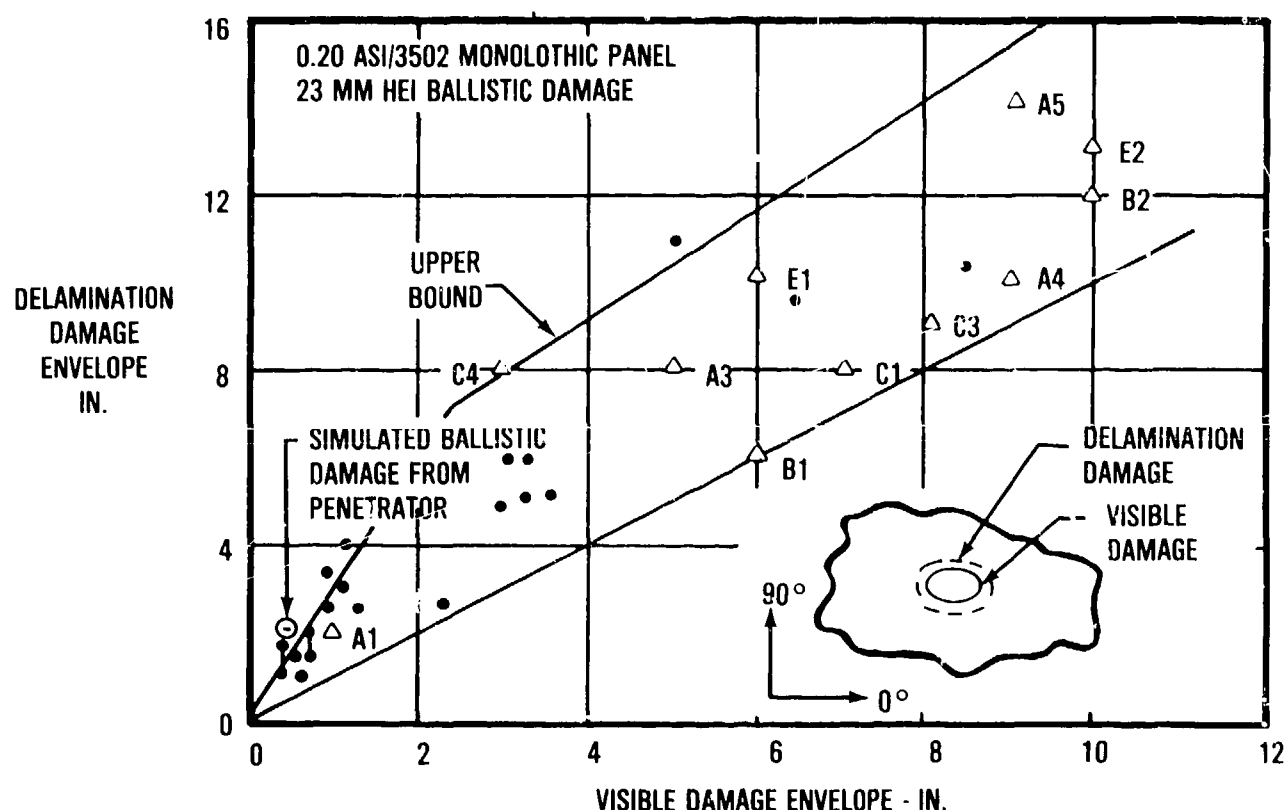 16
0.20 ASI/3502 MONOLOTHIC PANEL
23 MM HEI BALLISTIC DAMAGE
A5
E2
12
B2
UPPER
BOUND
E1
A4
DELAMINATION
DAMAGE
ENVELOPE
IN.
C3
8
C4
A3
C1
SIMULATED BALLISTIC
DAMAGE FROM
PENETRATOR
B1
DELAMINATION
DAMAGE
VISIBLE
DAMAGE
4
A1
90°
0°
0
0
2
4
6
8
10
12
VISIBLE DAMAGE ENVELOPE - IN.